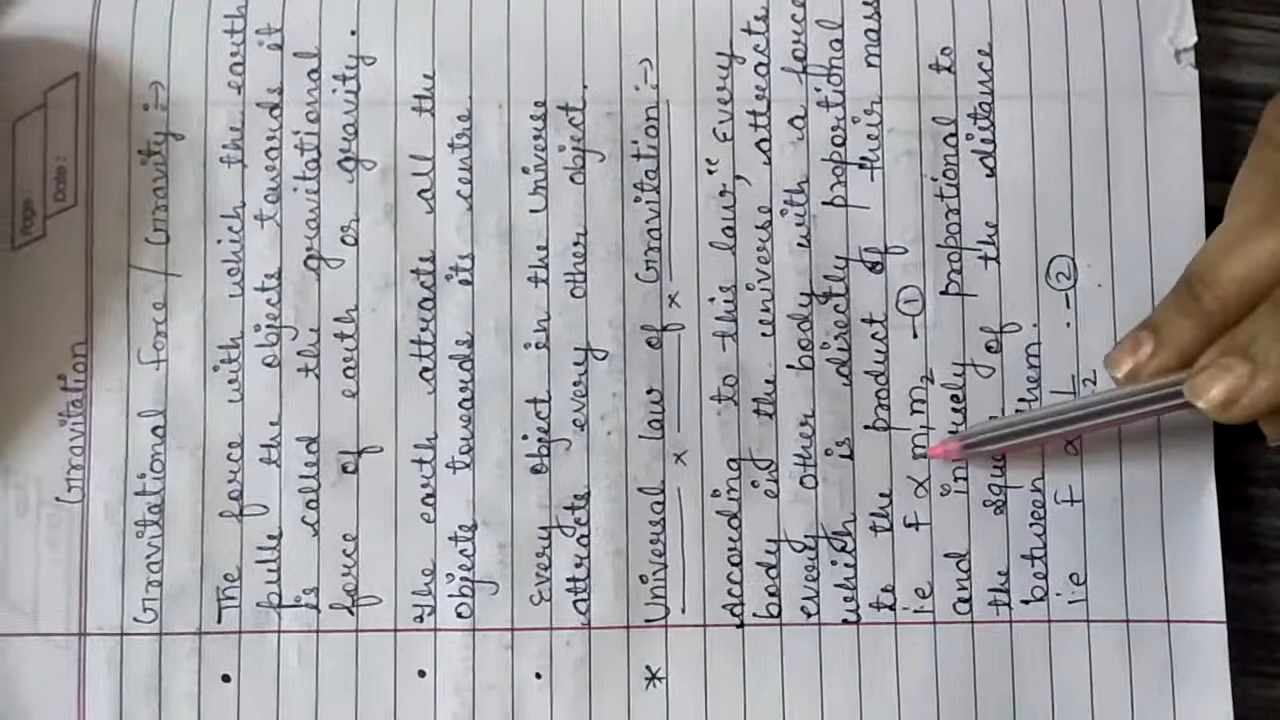 Page:
Date:
Gravitation
Gravitational force / Gravity :->
• The force with which the earth
pulls the objects towards it
is called the gravitational
force of earth or gravity.
• The earth attracts all the
objects towards its centre.
• Every object in the Universe
attracts every other object.
* Universal law of Gravitation :->
According to this law "Every
body in the universe, attracts
every other body with a force
which is directly proportional
to the product of their mass
ie F ∝ m₁m₂ -①
and proportional to
the of the distance
between them.
i.e F ∝ 1 . -②
2